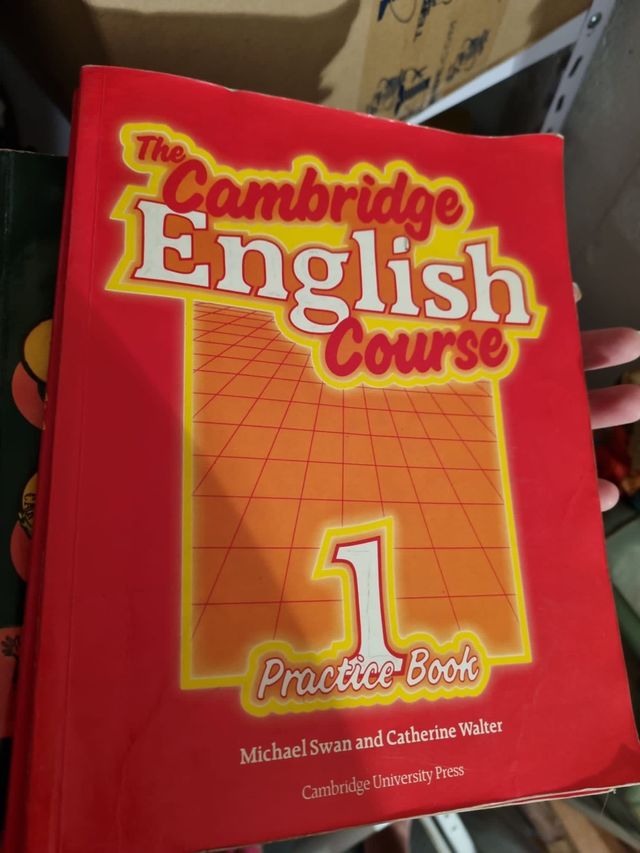 The
Cambridge
English
Course
1
Practice Book
Michael Swan and Catherine Walter
Cambridge University Press